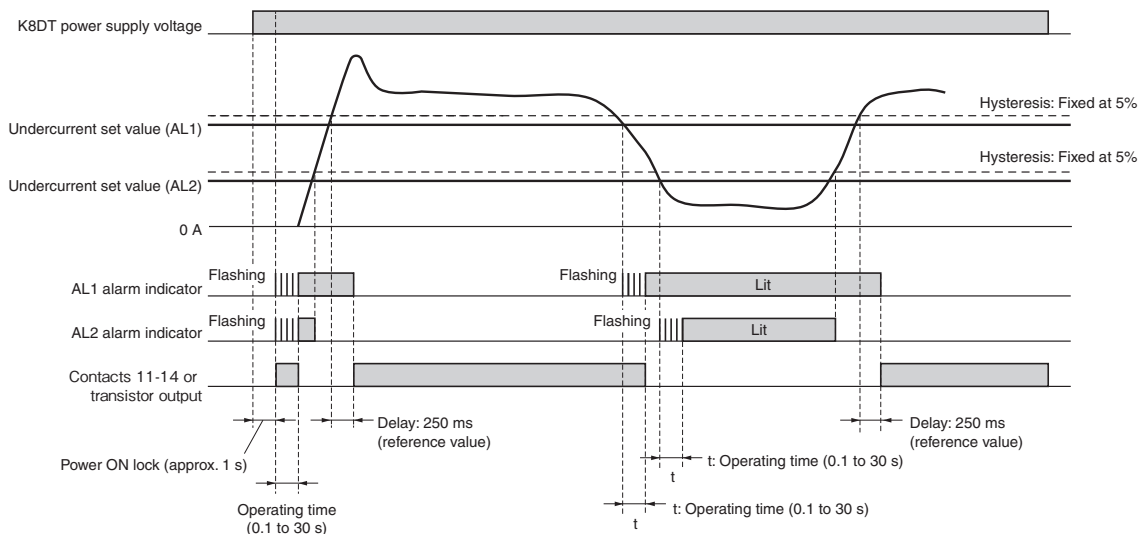 K8DT power supply voltage
Hysteresis: Fixed at 5%
Undercurrent set value (AL1)
Hysteresis: Fixed at 5%
Undercurrent set value (AL2)
0 A
Flashing
Flashing
AL1 alarm indicator
Lit
Flashing
Flashing
AL2 alarm indicator
Lit
Contacts 11-14 or
transistor output
Delay: 250 ms
(reference value)
Delay: 250 ms
(reference value)
Power ON lock (approx. 1 s)
t: Operating time (0.1 to 30 s)
t
Operating time
(0.1 to 30 s)
t: Operating time (0.1 to 30 s)
t